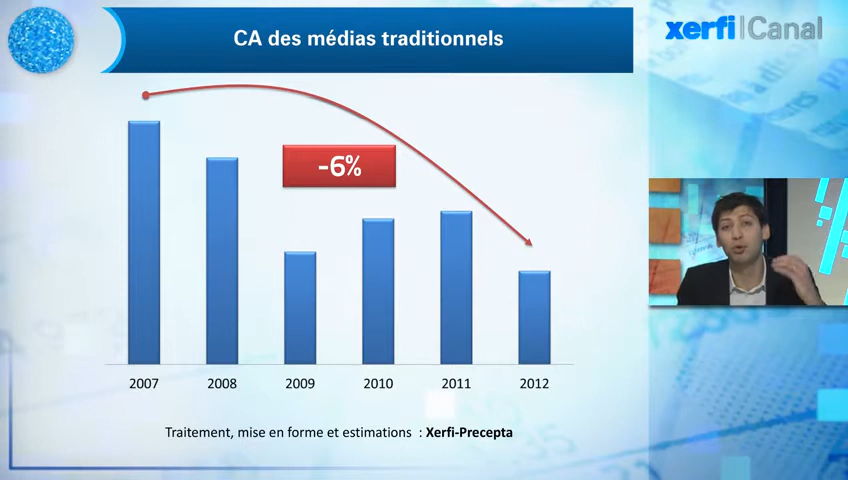 CA des médias traditionnels
xerfi|Canal
-6%
2007 2008 2009 2010 2011 2012
Traitement, mise en forme et estimations : Xerfi-Precepta